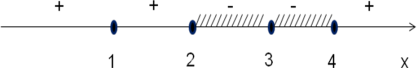 + + - - +
1 2 3 4 x